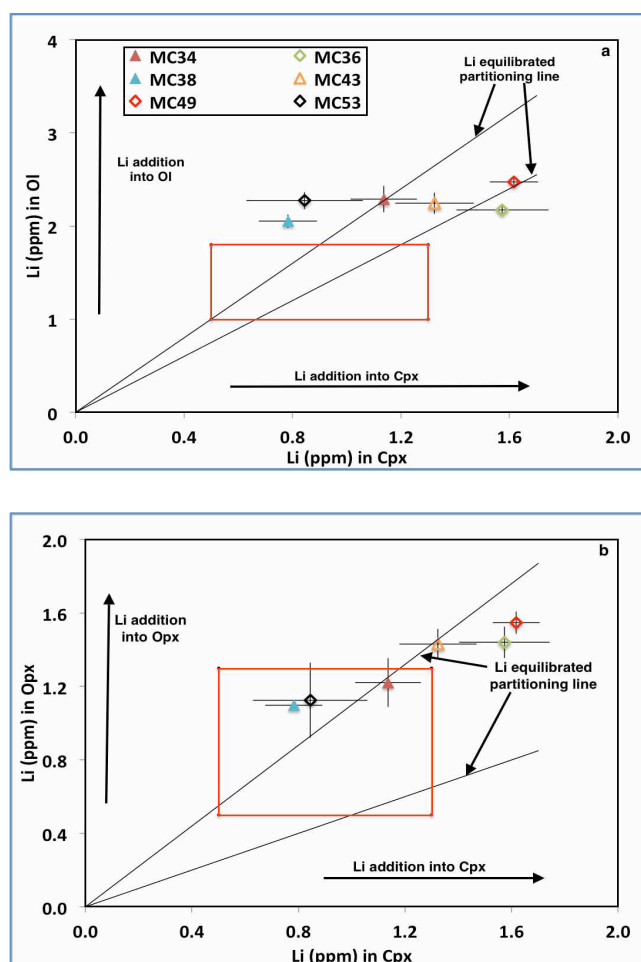 a
4
3
2
1
0
Li (ppm) in Ol
MC34 MC36
MC38 MC43
MC49 MC53
Li equilibrated
partitioning line
Li addition
into Ol
Li addition into Cpx
0.0 0.4 0.8 1.2 1.6 2.0
Li (ppm) in Cpx
b
2.0
1.6
1.2
0.8
0.4
0.0
Li (ppm) in Opx
Li addition
into Opx
Li equilibrated
partitioning line
Li addition into Cpx
0.0 0.4 0.8 1.2 1.6 2.0
Li (ppm) in Cpx